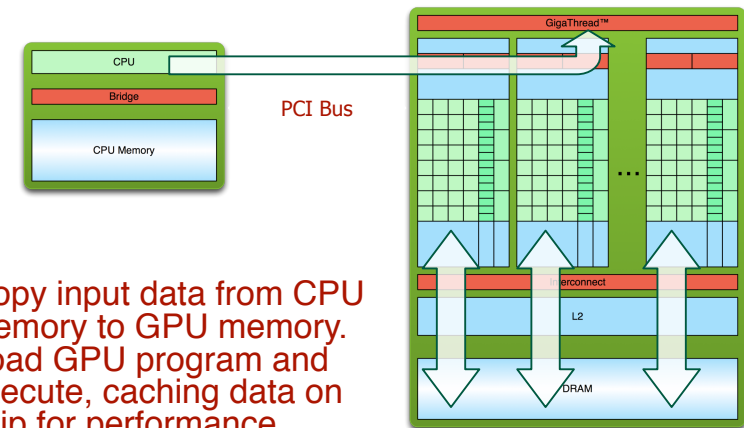 GigaThread™
CPU
Bridge
CPU Memory
PCI Bus
...
Interconnect
L2
DRAM
opy input data from CPU
emory to GPU memory.
oad GPU program and
ecute, caching data on
ip for performance